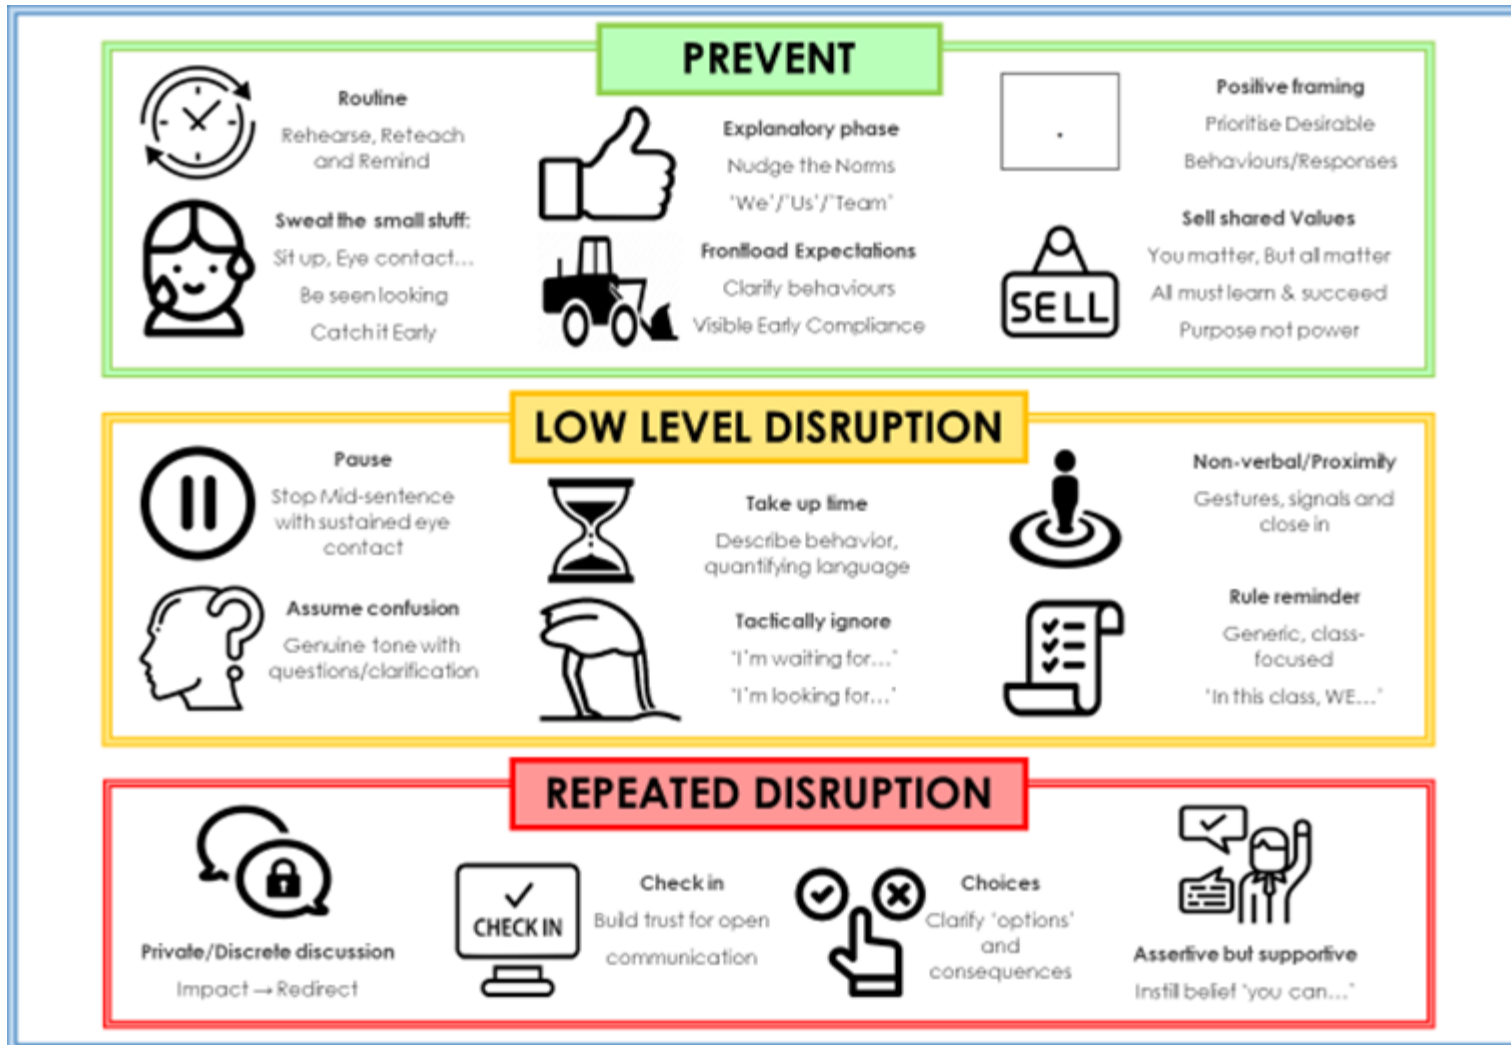 PREVENT
Routine
Rehearse, Reteach
and Remind
Explanatory phase
Nudge the Norms
'We'/'Us'/'Team'
Positive framing
Prioritise Desirable
Behaviours/Responses
Sweat the small stuff:
Sit up, Eye contact...
Be seen looking
Catch it Early
Frontload Expectations
Clarify behaviours
Visible Early Compliance
SELL
Sell shared Values
You matter, But all matter
All must learn & succeed
Purpose not power
LOW LEVEL DISRUPTION
Pause
Stop Mid-sentence
with sustained eye
contact
Take up time
Describe behavior,
quantifying language
Non-verbal/Proximity
Gestures, signals and
close in
Assume confusion
Genuine tone with
questions/clarification
Tactically ignore
'I'm waiting for...'
'I'm looking for...'
Rule reminder
Generic, class-
focused
'In this class, WE...'
REPEATED DISRUPTION
Private/Discrete discussion
Impact → Redirect
CHECK IN
Check in
Build trust for open
communication
Choices
Clarify 'options'
and
consequences
Assertive but supportive
Instill belief 'you can...'